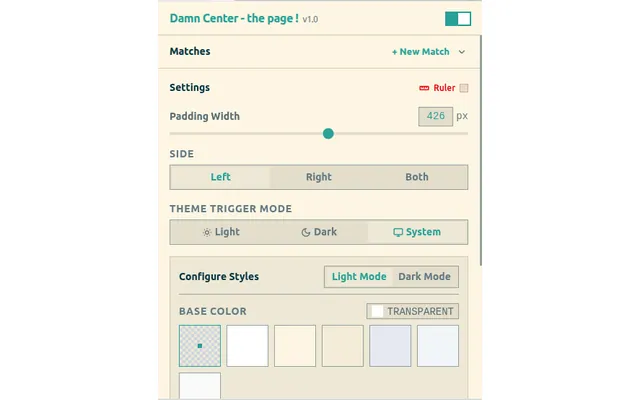 Damn Center - the page! v1.0
Matches + New Match
Settings Ruler
Padding Width 426 px
SIDE
Left Right Both
THEME TRIGGER MODE
Light Dark System
Configure Styles Light Mode Dark Mode
BASE COLOR TRANSPARENT